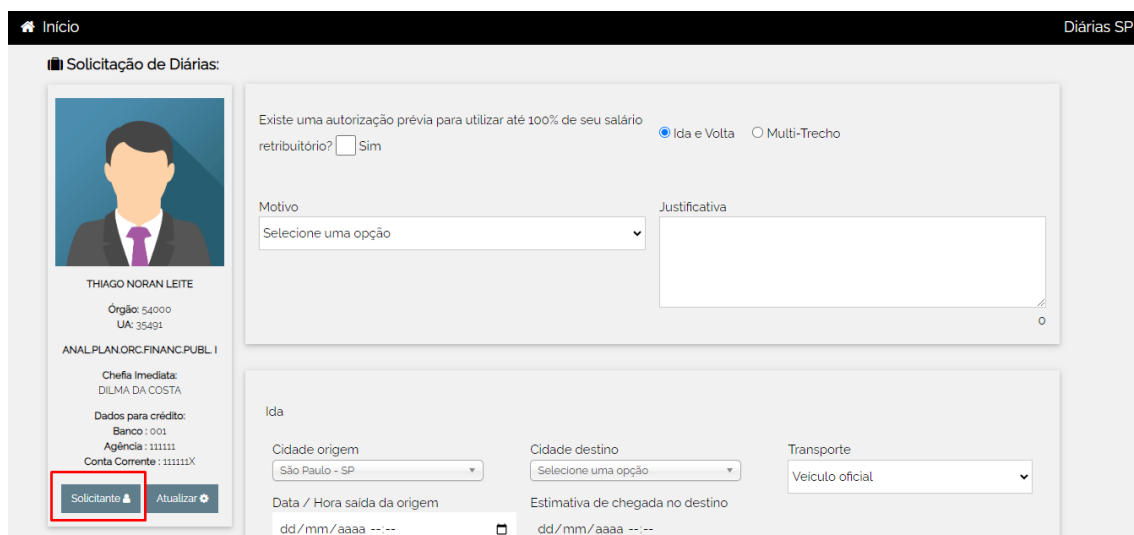 Início
Diárias SP
Solicitação de Diárias:
THIAGO NORAN LEITE
Órgão: 54000
UA: 35491
ANAL.PLAN.ORC.FINANC.PUBL. I
Chefia Imediata:
DILMA DA COSTA
Dados para crédito:
Banco : 001
Agência : 111111
Conta Corrente : 111111X
Solicitante
Atualizar
Existe uma autorização prévia para utilizar até 100% de seu salário
retribuitório? Sim
Ida e Volta
Multi-Trecho
Motivo
Selecione uma opção
Justificativa
0
Ida
Cidade origem
São Paulo - SP
Cidade destino
Selecione uma opção
Transporte
Veículo oficial
Data / Hora saída da origem
dd/mm/aaaa --:--
Estimativa de chegada no destino
dd/mm/aaaa --:--